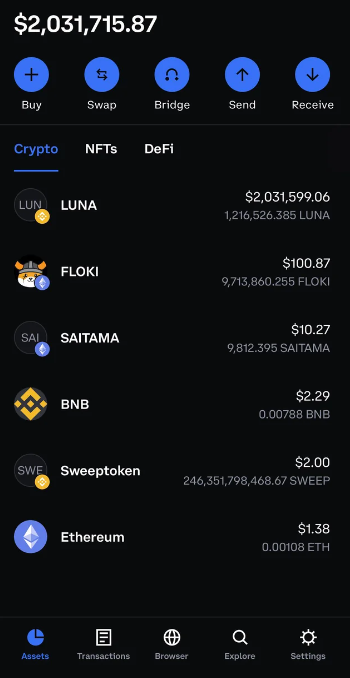 $2,031,715.87
Buy Swap Bridge Send Receive
Crypto NFTs DeFi
LUN LUNA $2,031,599.06
1,216,526.385 LUNA
FLOKI $100.87
9,713,860.255 FLOKI
SAI SAITAMA $10.27
9,812.395 SAITAMA
BNB $2.29
0.00788 BNB
SWE Sweeptoken $2.00
246,351,798,468.67 SWEEP
Ethereum $1.38
0.00108 ETH
Assets Transactions Browser Explore Settings